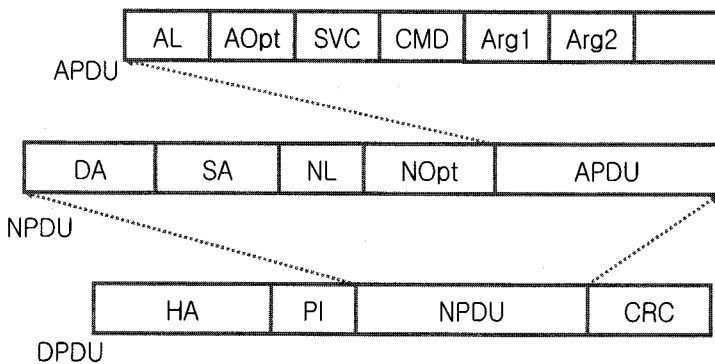 AL AOpt SVC CMD Arg1 Arg2
APDU
DA SA NL NOpt APDU
NPDU
HA PI NPDU CRC
DPDU